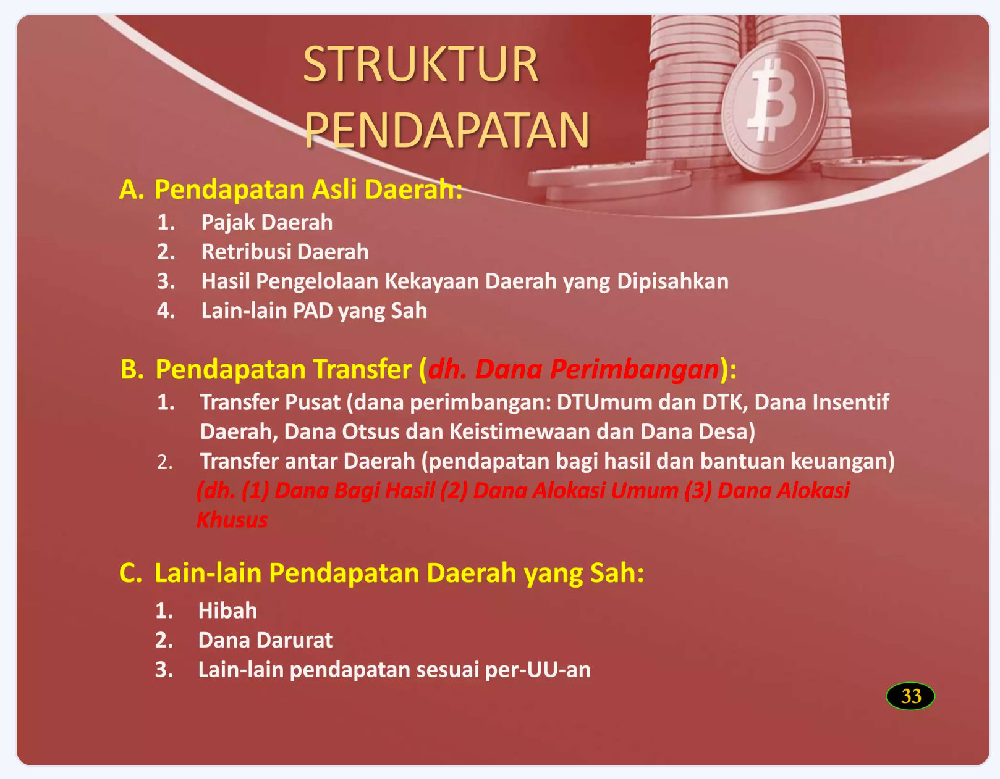 STRUKTUR
PENDAPATAN
A. Pendapatan Asli Daerah:
1. Pajak Daerah
2. Retribusi Daerah
3. Hasil Pengelolaan Kekayaan Daerah yang Dipisahkan
4. Lain-lain PAD yang Sah
B. Pendapatan Transfer (dh. Dana Perimbangan):
1. Transfer Pusat (dana perimbangan: DTUmum dan DTK, Dana Insentif
Daerah, Dana Otsus dan Keistimewaan dan Dana Desa)
2. Transfer antar Daerah (pendapatan bagi hasil dan bantuan keuangan)
(dh. (1) Dana Bagi Hasil (2) Dana Alokasi Umum (3) Dana Alokasi
Khusus
C. Lain-lain Pendapatan Daerah yang Sah:
1. Hibah
2. Dana Darurat
3. Lain-lain pendapatan sesuai per-UU-an
33